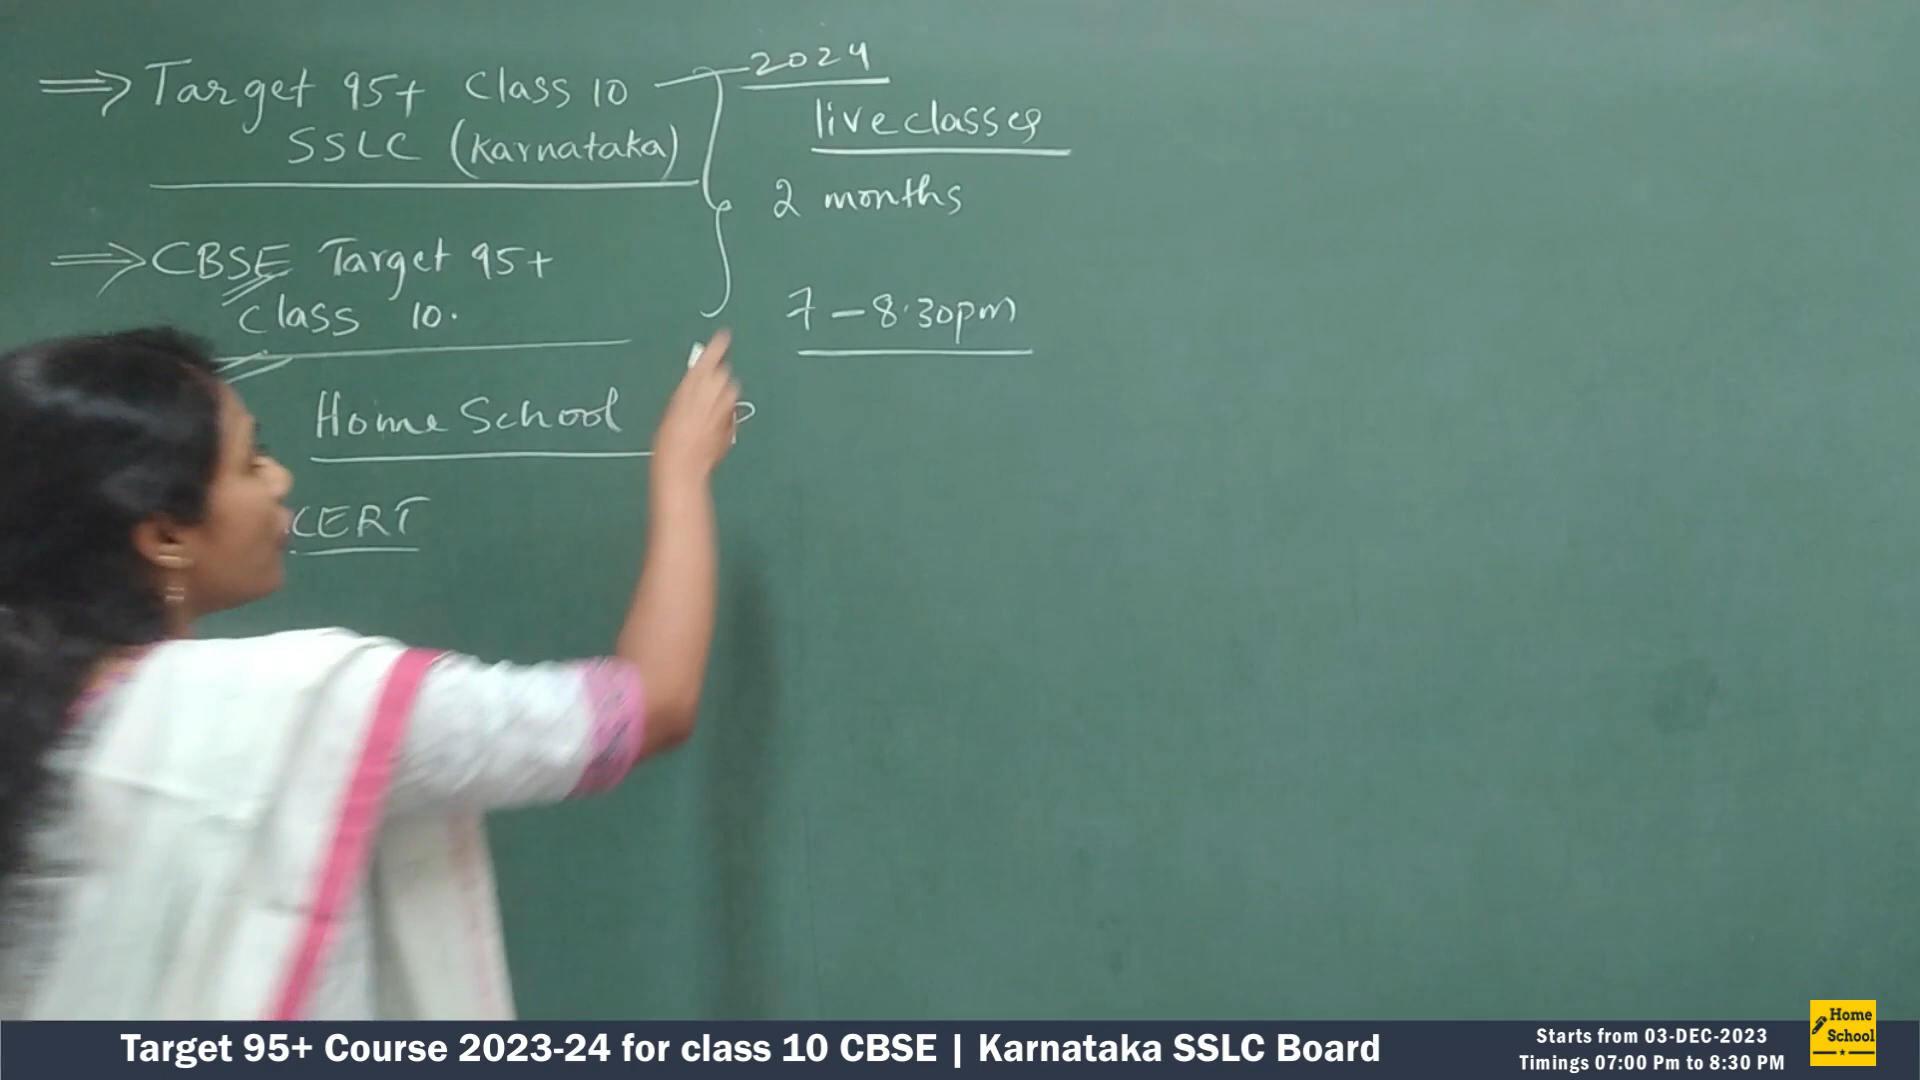 ⇒ Target 95+ Class 10 — 2024
SSLC (Karnataka)
live classes
2 months
⇒ CBSE Target 95+
Class 10.
7 – 8.30pm
Home School
CERT
Target 95+ Course 2023-24 for class 10 CBSE | Karnataka SSLC Board
Starts from 03-DEC-2023
Timings 07:00 Pm to 8:30 PM
Home
School